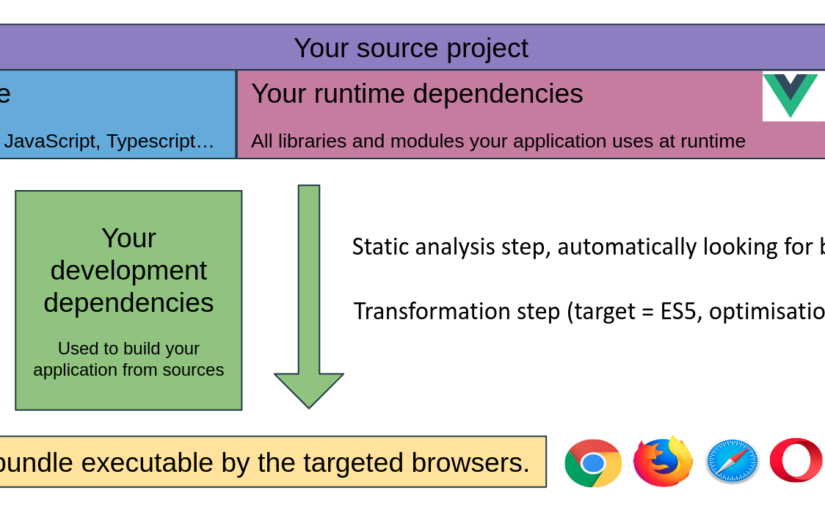 Your source project
Your runtime dependencies
JavaScript, Typescript…
All libraries and modules your application uses at runtime
Your
development
dependencies
Used to build your
application from sources
Static analysis step, automatically looking for
Transformation step (target = ES5,
bundle executable by the targeted browsers.